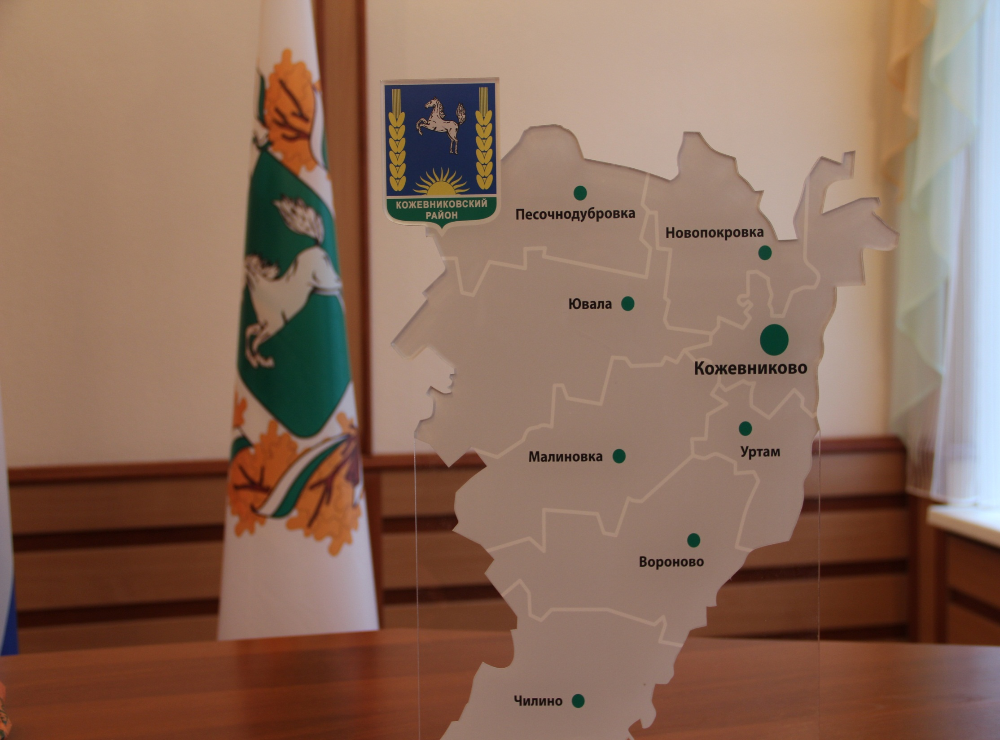 КОЖЕВНИКОВСКИЙ
РАЙОН
Песочнодубровка
Новопокровка
Ювала
Кожевниково
Уртам
Малиновка
Вороново
Чилино